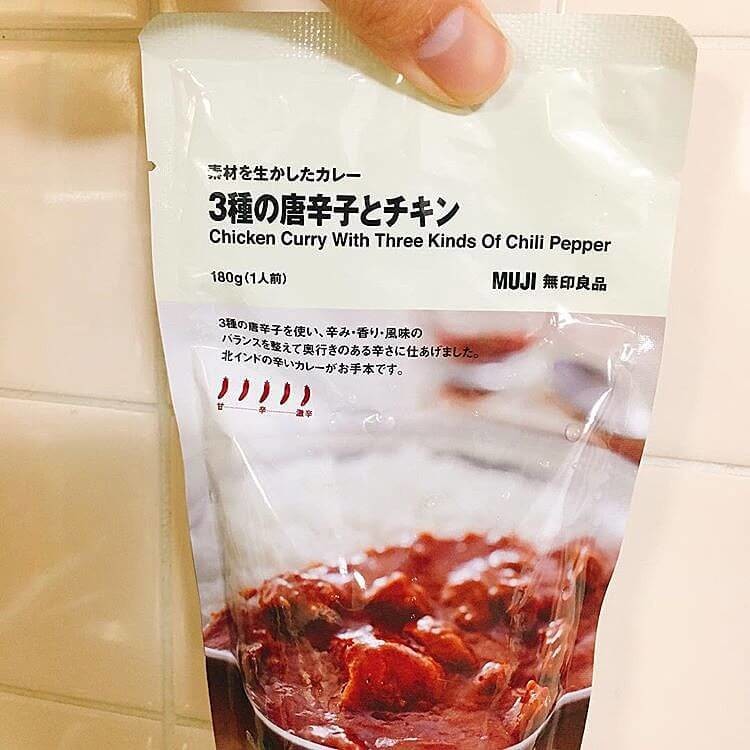 素材を生かしたカレー
3種の唐辛子とチキン
Chicken Curry With Three Kinds Of Chili Pepper
180g(1人前)
MUJI 無印良品
3種の唐辛子を使い、辛み・香り・風味の
バランスを整えて奥行きのある辛さに仕あげました。
北インドの辛いカレーがお手本です。
甘 辛 激辛